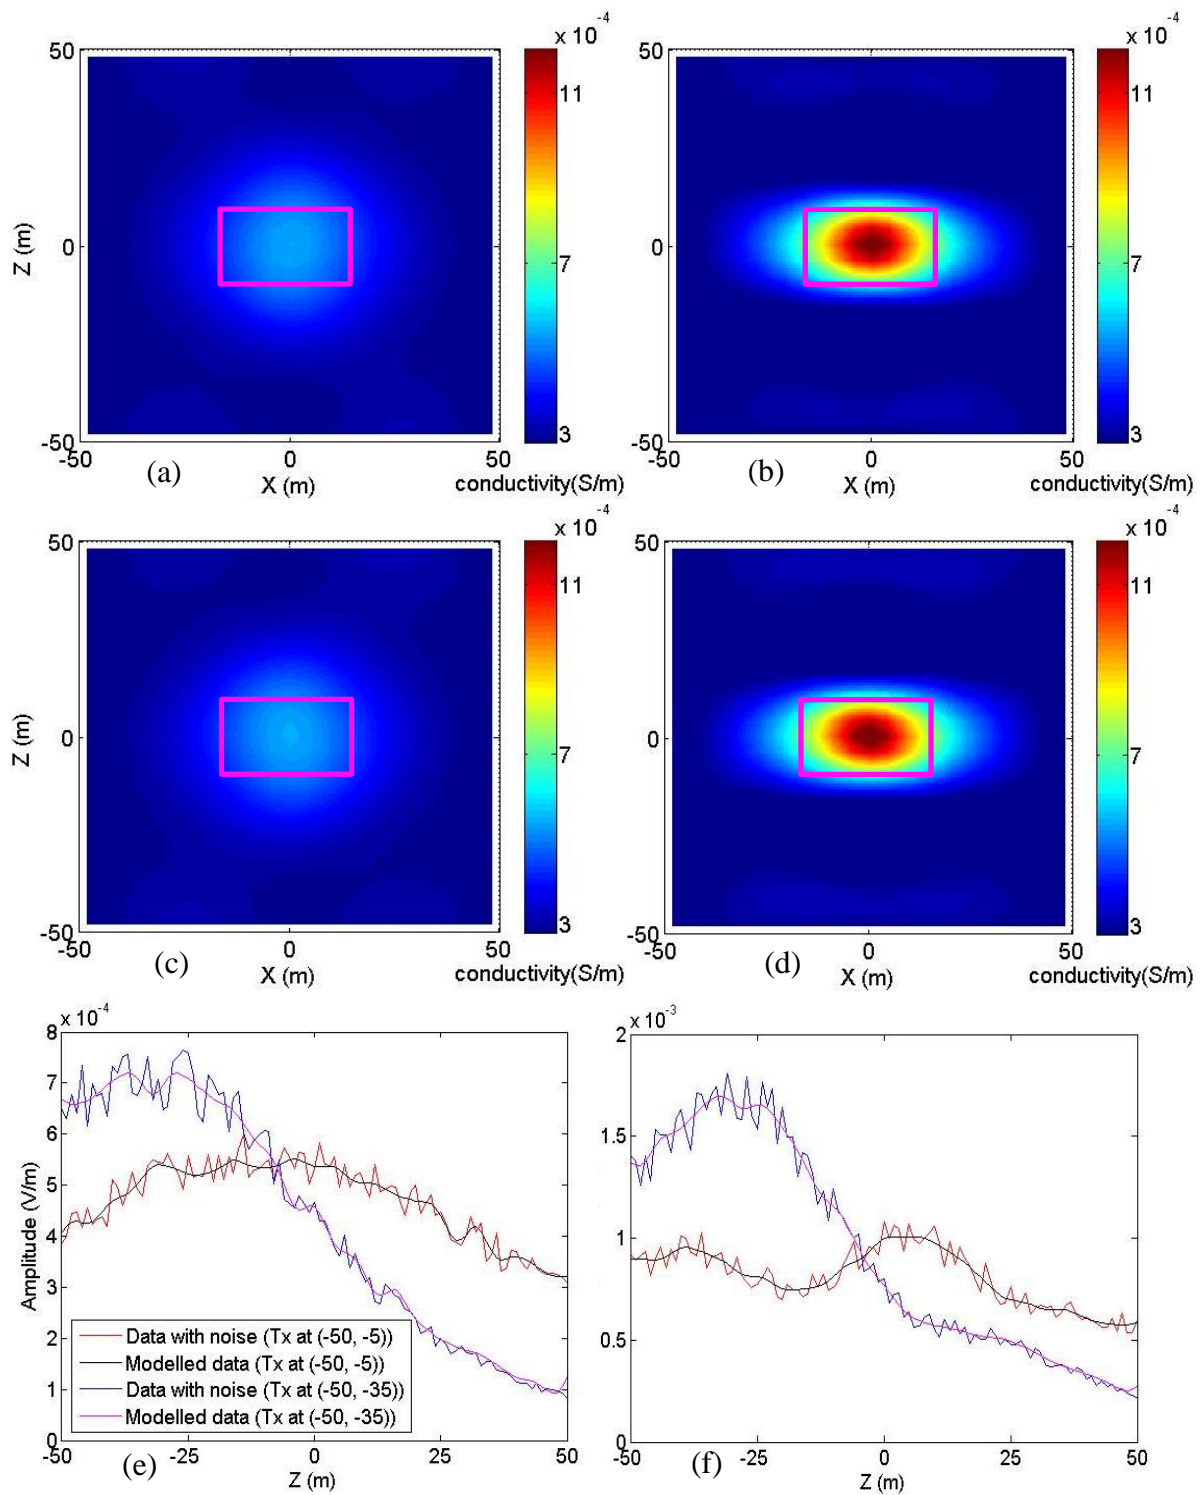 x 10 -4 x 10 -4
50 11 50 11
Z (m) 0 7 0 7
-50 3 -50 3
-50 0 50 -50 0 50
(a) X (m) conductivity(S/m) (b) X (m) conductivity(S/m)
x 10 -4 x 10 -4
50 11 50 11
Z (m) 0 7 0 7
-50 3 -50 3
-50 0 50 -50 0 50
(c) X (m) conductivity(S/m) (d) X (m) conductivity(S/m)
x 10 -4
8
7
6
5
4
3
2
1
0
Amplitude (V/m)
Data with noise (Tx at (-50, -5))
Modelled data (Tx at (-50, -5))
Data with noise (Tx at (-50, -35))
Modelled data (Tx at (-50, -35))
-50 -25 0 25 50
(e) Z (m)
x 10 -3
2
1.5
1
0.5
0
-50 -25 0 25 50
(f) Z (m)